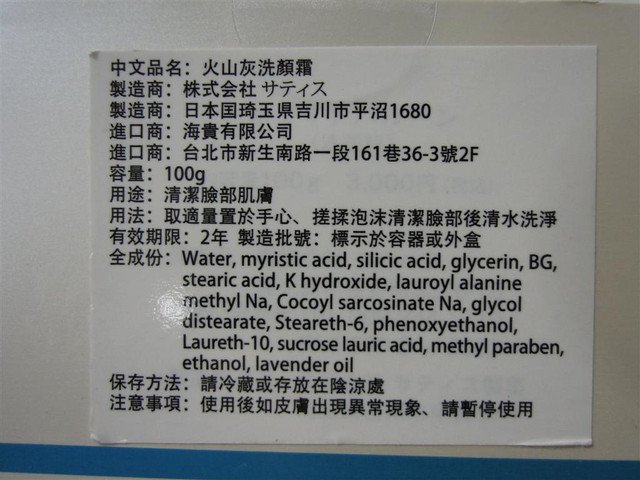 中文品名：火山灰洗顏霜
製造商：株式会社 サティス
製造商：日本国琦玉県吉川市平沼1680
進口商：海貴有限公司
進口商：台北市新生南路一段161巷36-3號2F
容量：100g
用途：清潔臉部肌膚
用法：取適量置於手心、搓揉泡沫清潔臉部後清水洗淨
有效期限：2年 製造批號：標示於容器或外盒
全成份：Water, myristic acid, silicic acid, glycerin, BG,
stearic acid, K hydroxide, lauroyl alanine
methyl Na, Cocoyl sarcosinate Na, glycol
distearate, Steareth-6, phenoxyethanol,
Laureth-10, sucrose lauric acid, methyl paraben,
ethanol, lavender oil
保存方法：請冷藏或存放在陰涼處
注意事項：使用後如皮膚出現異常現象、請暫停使用